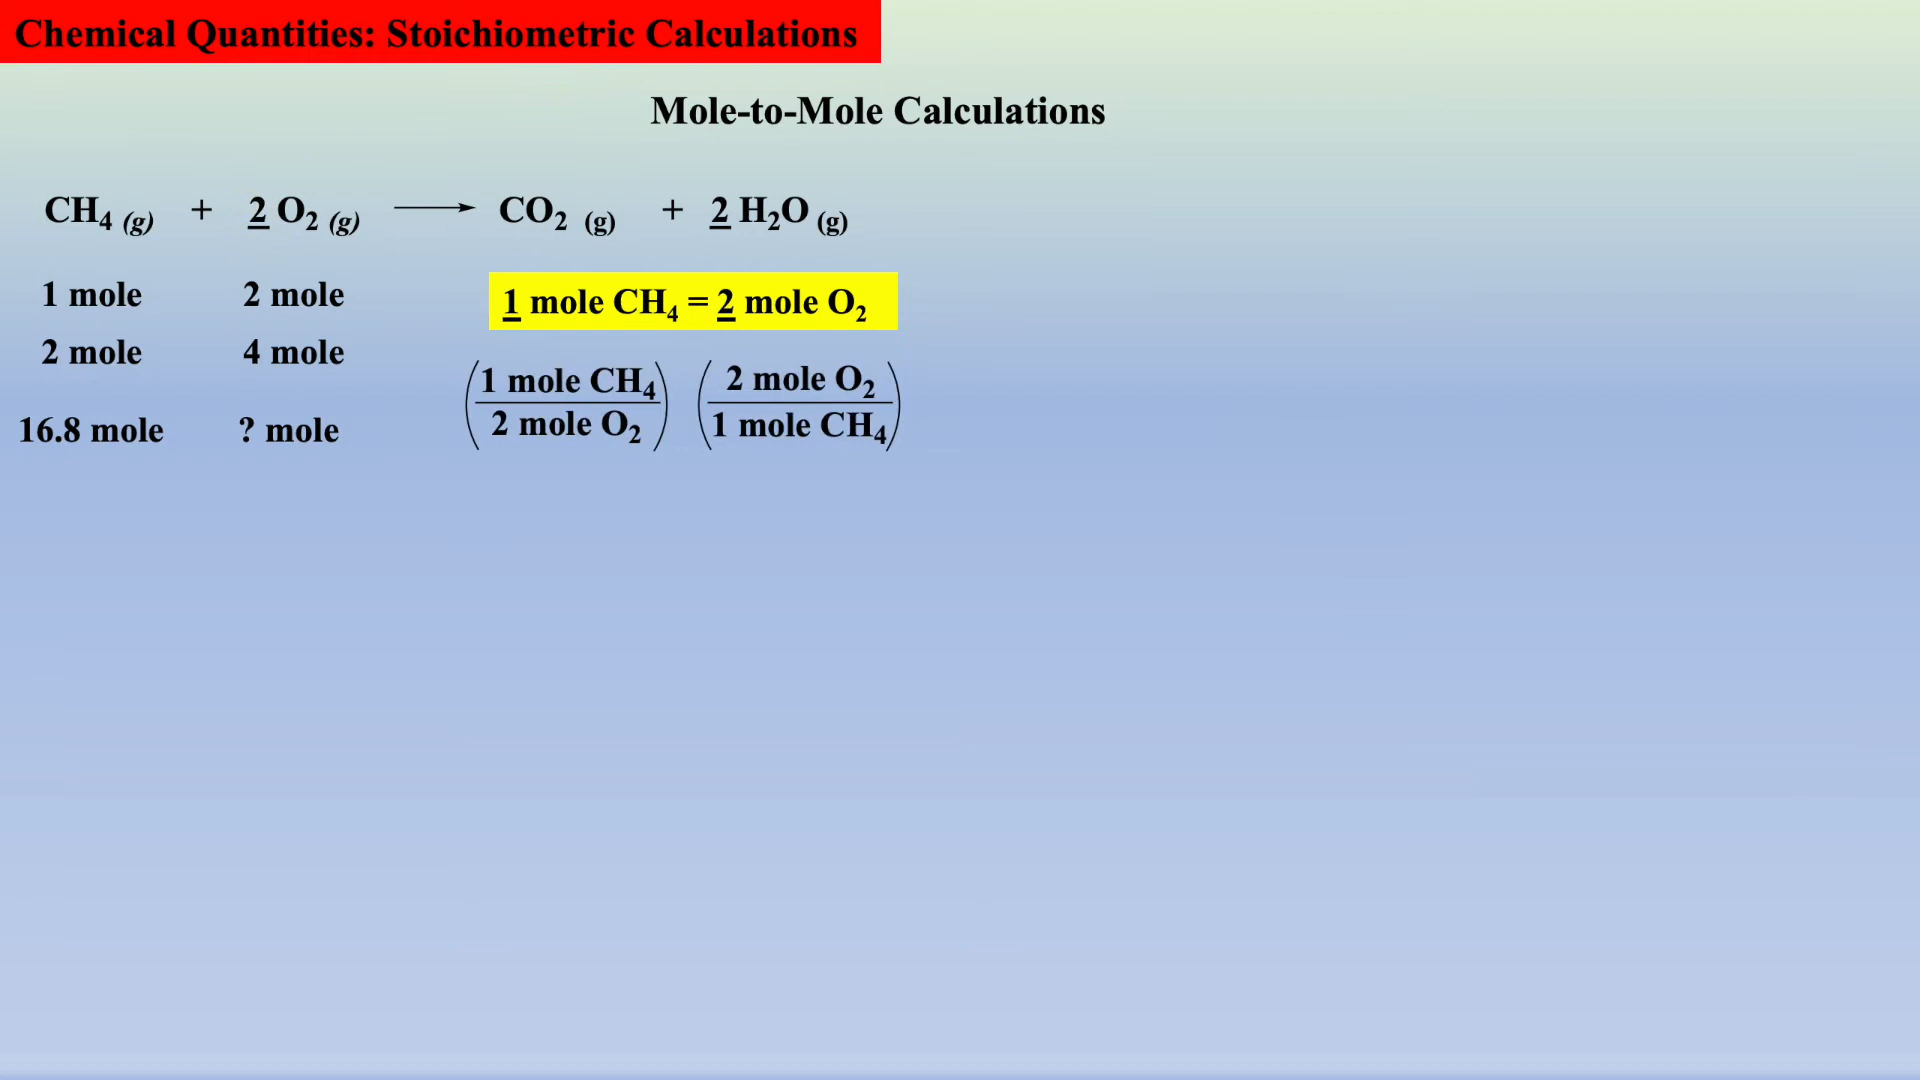 Chemical Quantities: Stoichiometric Calculations
Mole-to-Mole Calculations
CH₄ (g) + 2 O₂ (g) ⟶ CO₂ (g) + 2 H₂O (g)
1 mole 2 mole 1 mole CH₄ = 2 mole O₂
2 mole 4 mole
(1 mole CH₄ / 2 mole O₂) (2 mole O₂ / 1 mole CH₄)
16.8 mole ? mole